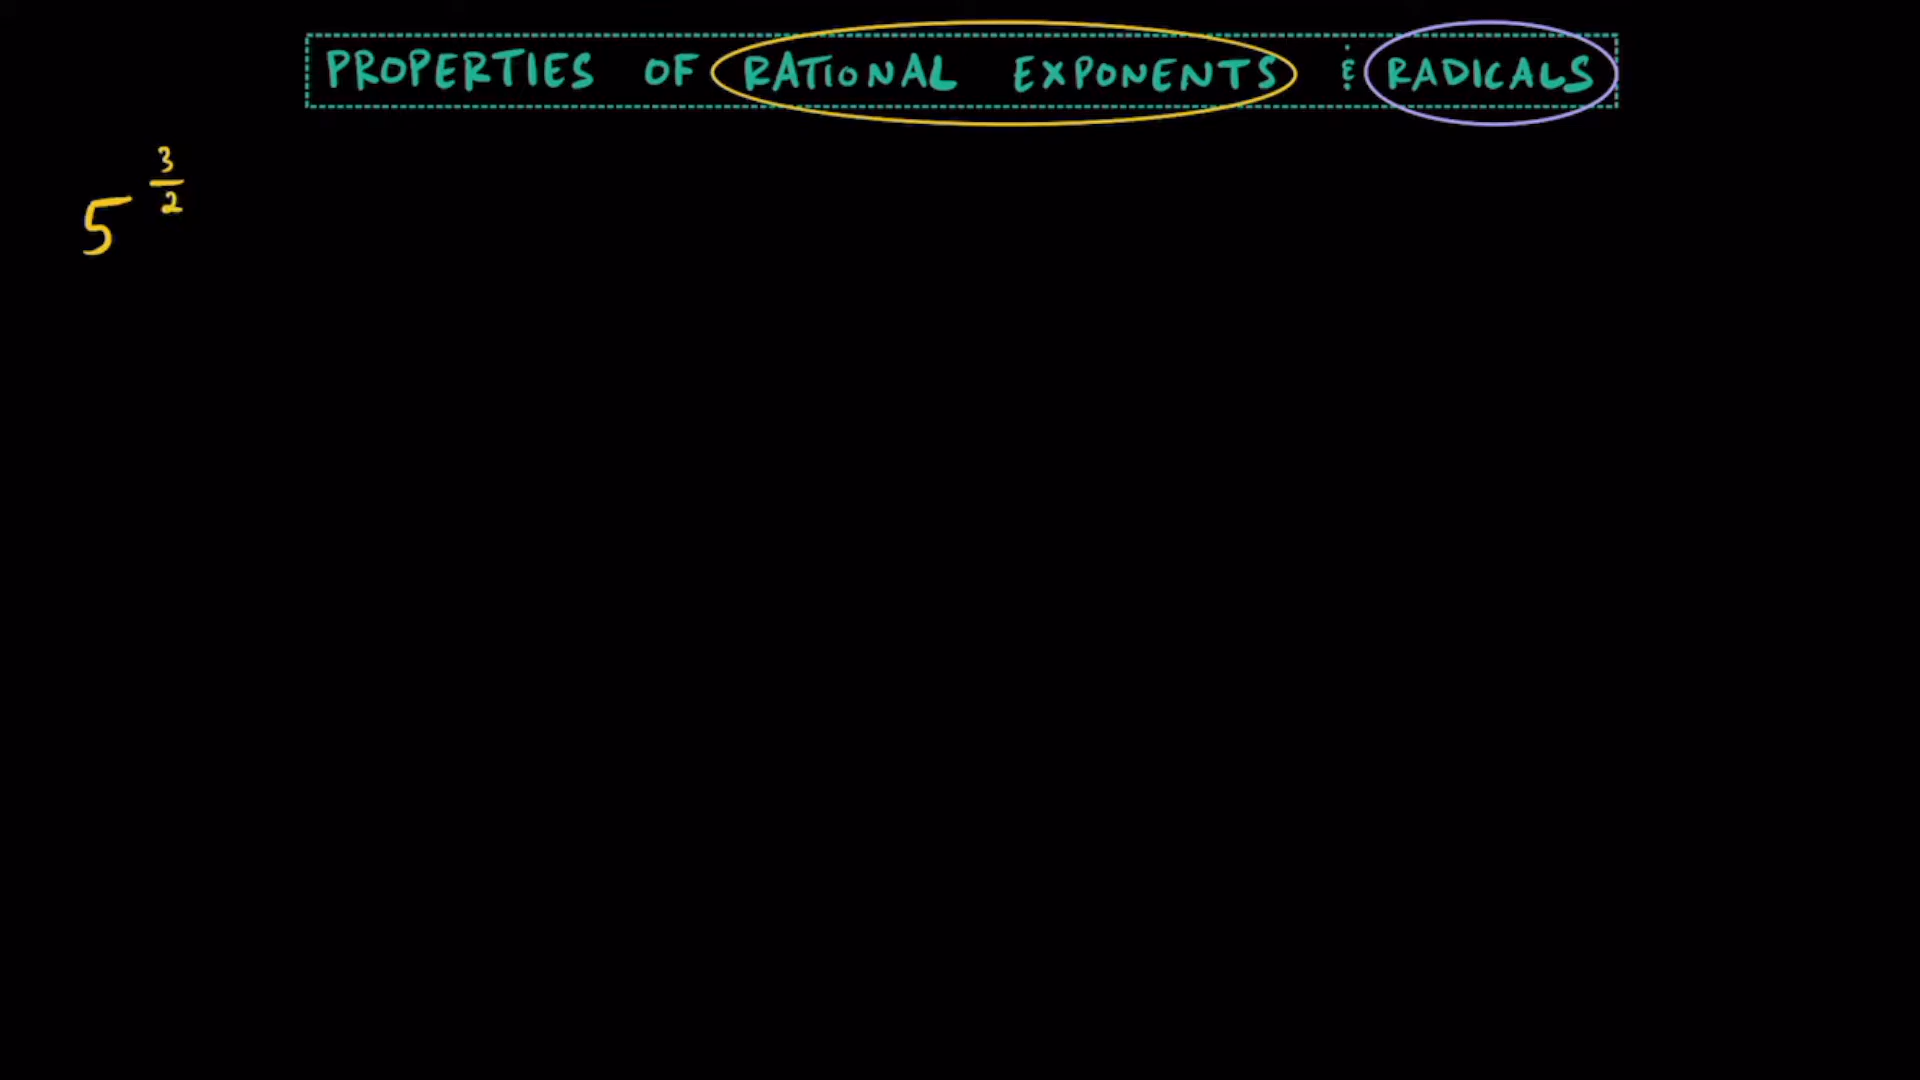 PROPERTIES OF RATIONAL EXPONENTS & RADICALS
5^(3/2)